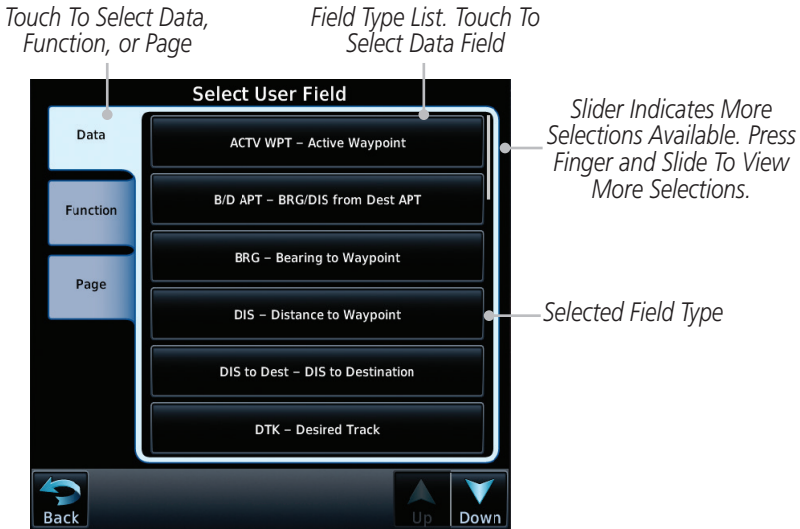 Touch To Select Data,
Function, or Page
Field Type List. Touch To
Select Data Field
Select User Field
Data
Function
Page
ACTV WPT – Active Waypoint
B/D APT – BRG/DIS from Dest APT
BRG – Bearing to Waypoint
DIS – Distance to Waypoint
DIS to Dest – DIS to Destination
DTK – Desired Track
Slider Indicates More
Selections Available. Press
Finger and Slide To View
More Selections.
Selected Field Type
Back
Up
Down